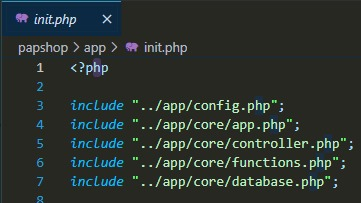 init.php
papshop > app > init.php
1 <?php
2
3 include "../app/config.php";
4 include "../app/core/app.php";
5 include "../app/core/controller.php";
6 include "../app/core/functions.php";
7 include "../app/core/database.php";
8